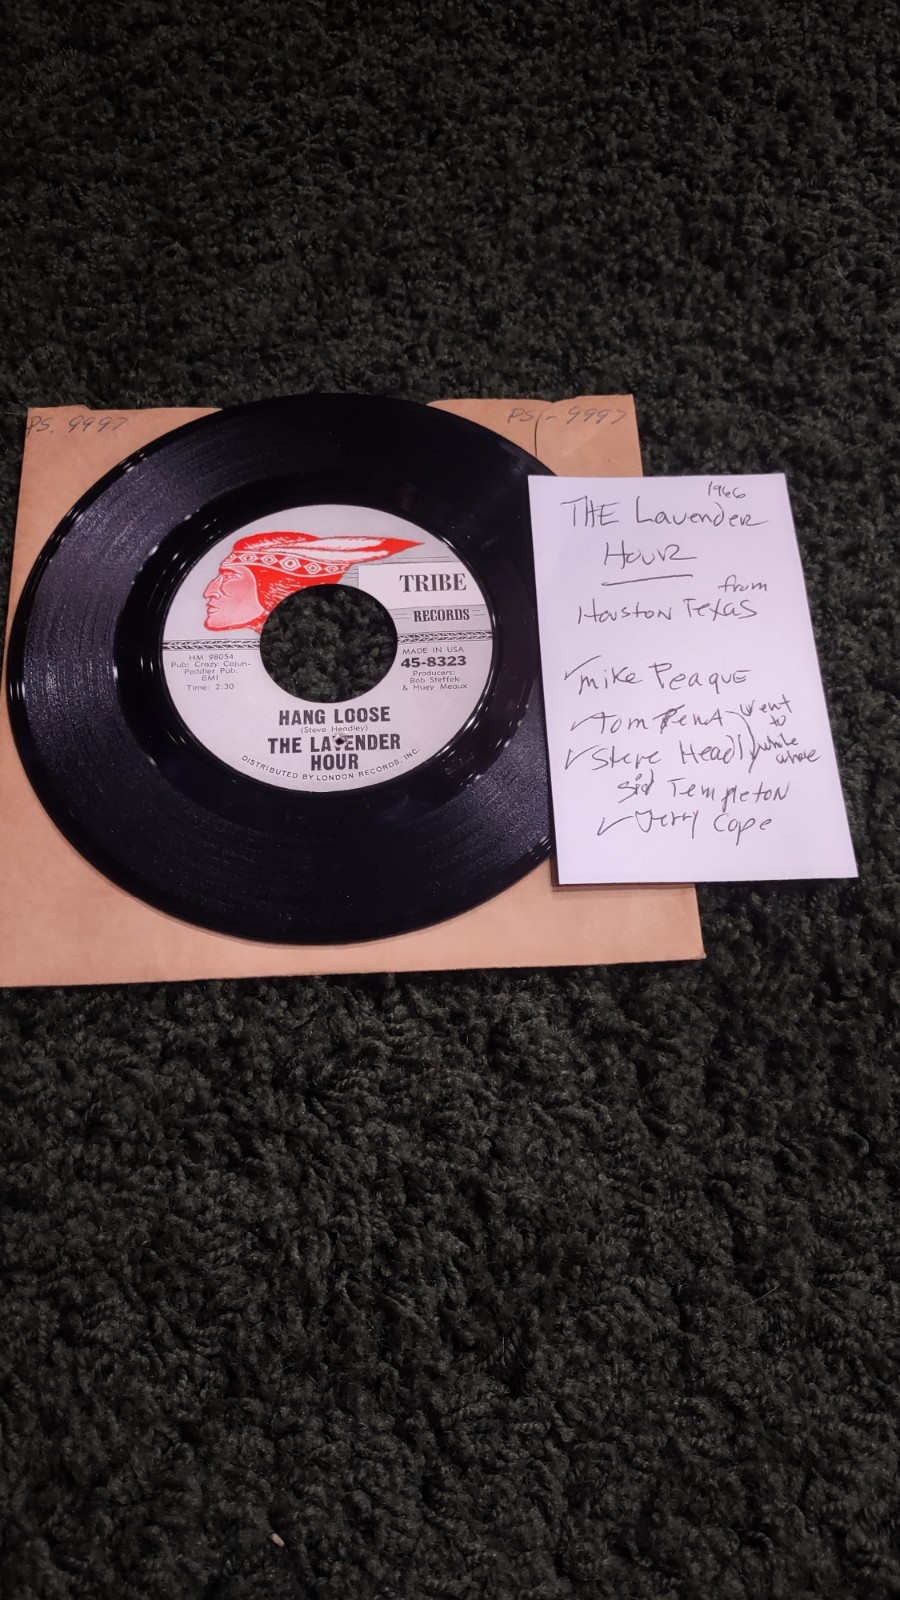 PS. 9997
PS-9997
TRIBE
RECORDS
HM 98054
Pub: Crazy Cajun-
Peddler Pub.
BMI
Time: 2:30
MADE IN USA
45-8323
Producers:
Bob Steffek
& Huey Meaux
HANG LOOSE
(Steve Hendley)
THE LAVENDER
HOUR
DISTRIBUTED BY LONDON RECORDS, INC.
1966
THE Lavender
HOUR
from
Houston Texas
mike Peaque
Tom
went
to
Steve Headly
white
Sid Templeton
Jerry Cope